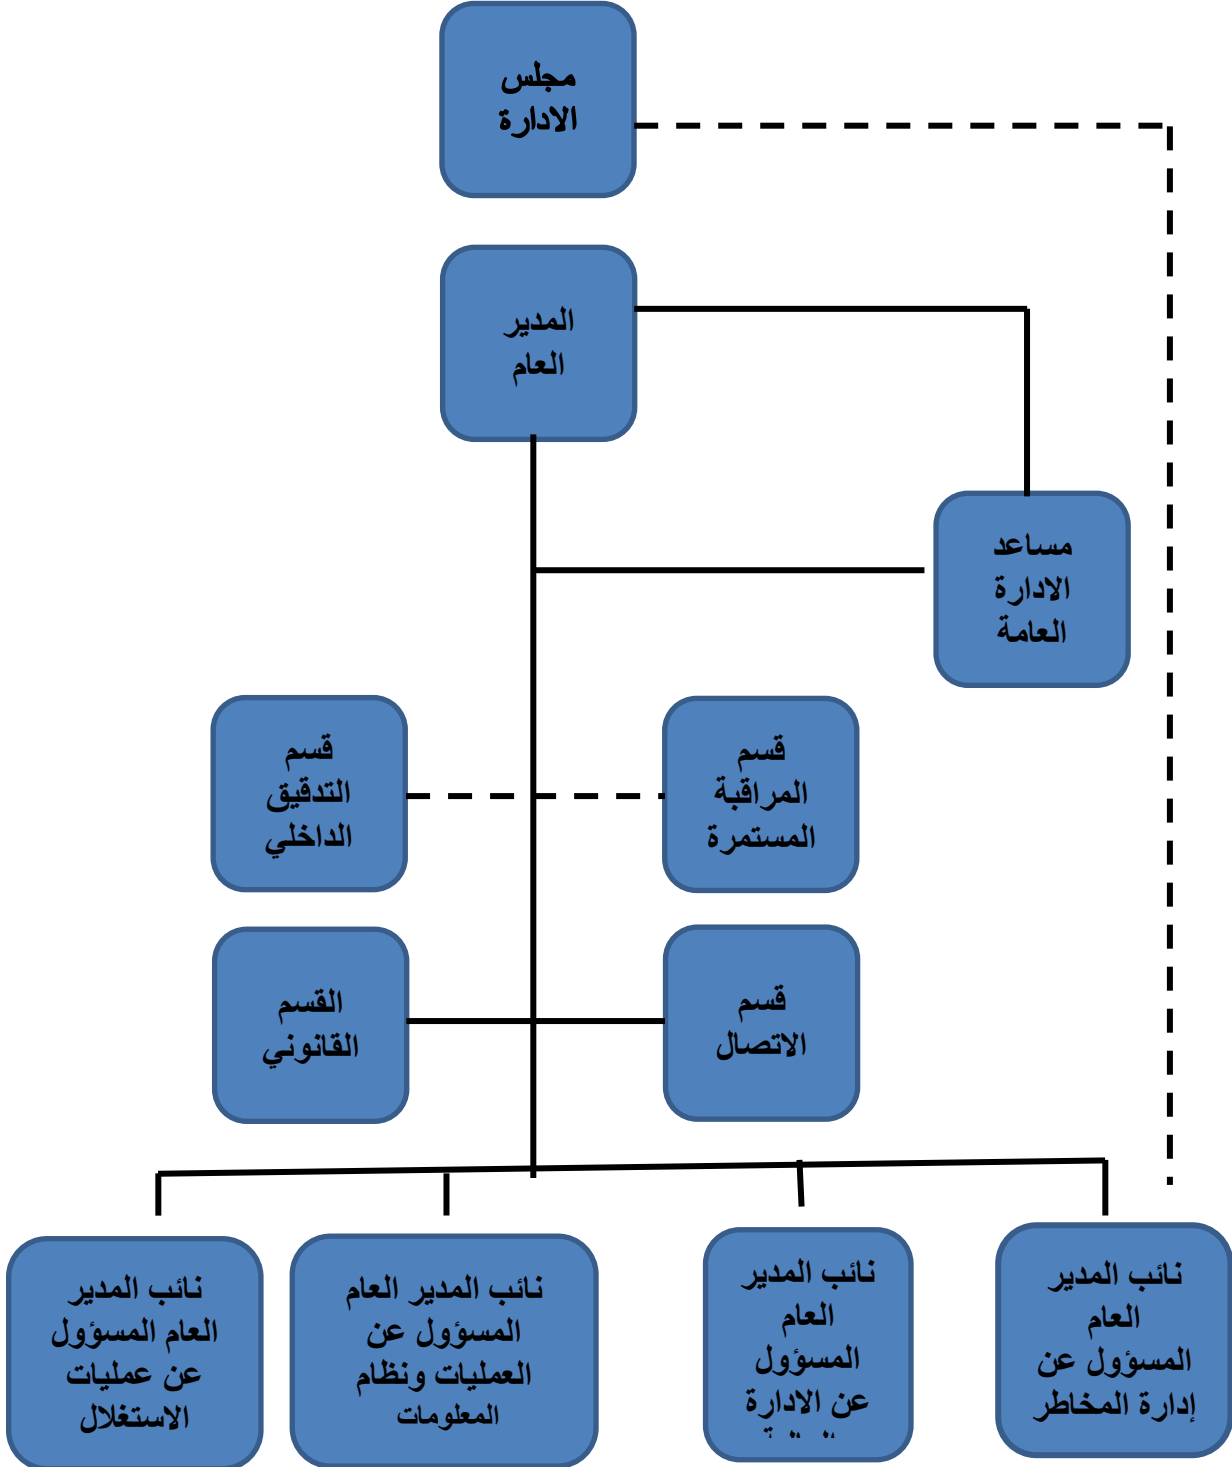 مجلس
الادارة
المدير
العام
مساعد
الادارة
العامة
قسم
المراقبة
المستمرة
قسم
التدقيق
الداخلي
قسم
الاتصال
القسم
القانوني
نائب المدير
العام
المسؤول عن
إدارة المخاطر
نائب المدير
العام
المسؤول
عن الادارة
نائب المدير العام
المسؤول عن
العمليات ونظام
المعلومات
نائب المدير
العام المسؤول
عن عمليات
الاستغلال